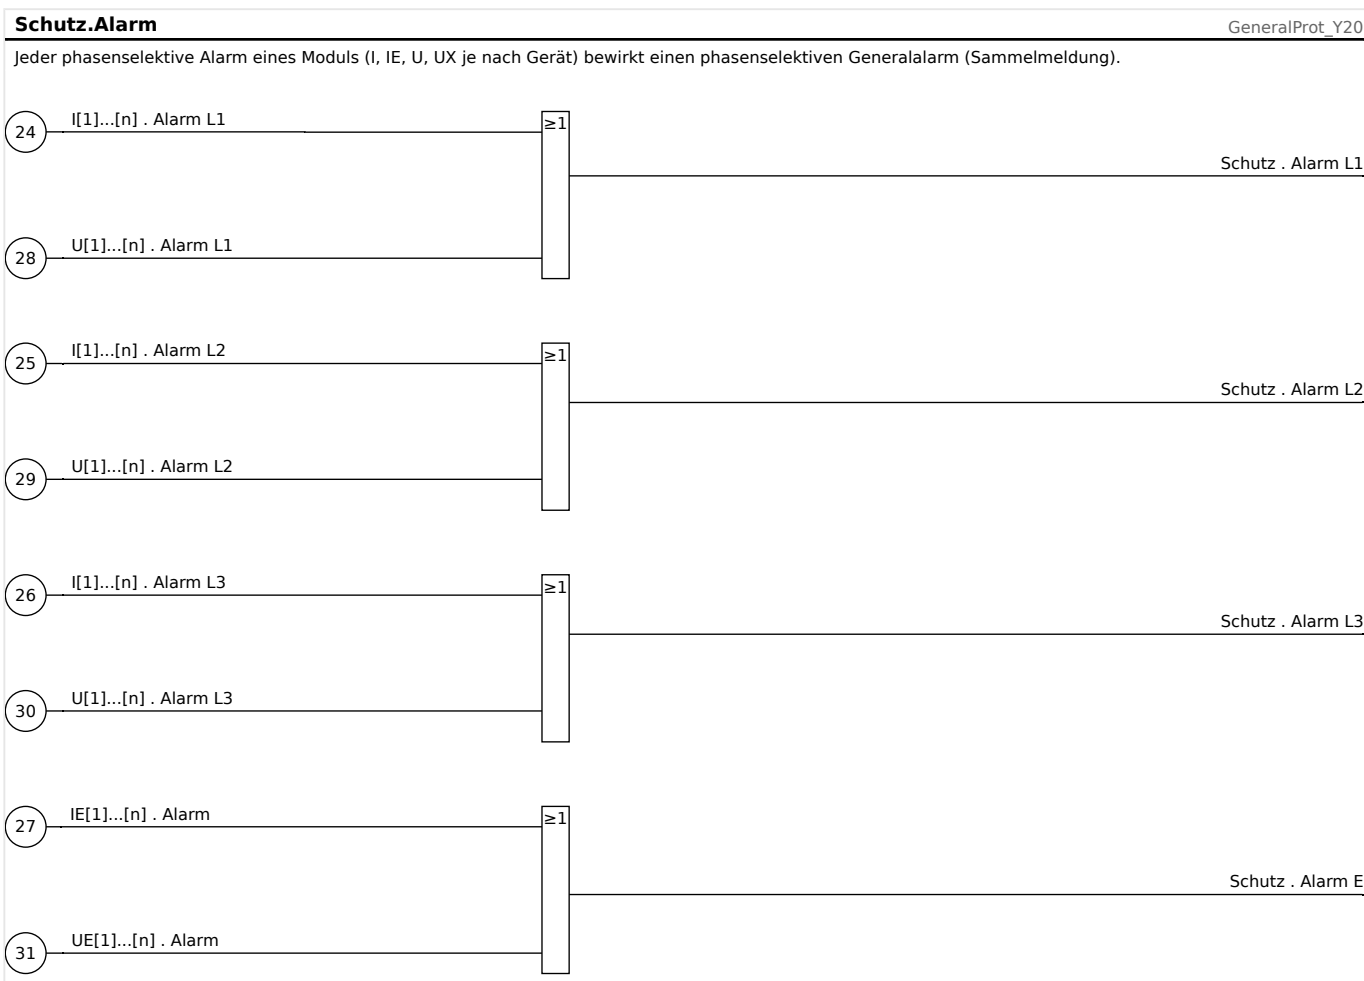 Schutz.Alarm
GeneralProt_Y20
Jeder phasenselektive Alarm eines Moduls (I, IE, U, UX je nach Gerät) bewirkt einen phasenselektiven Generalalarm (Sammelmeldung).
24 I[1]...[n] . Alarm L1
≥1
Schutz . Alarm L1
28 U[1]...[n] . Alarm L1
25 I[1]...[n] . Alarm L2
≥1
Schutz . Alarm L2
29 U[1]...[n] . Alarm L2
26 I[1]...[n] . Alarm L3
≥1
Schutz . Alarm L3
30 U[1]...[n] . Alarm L3
27 IE[1]...[n] . Alarm
≥1
Schutz . Alarm E
31 UE[1]...[n] . Alarm